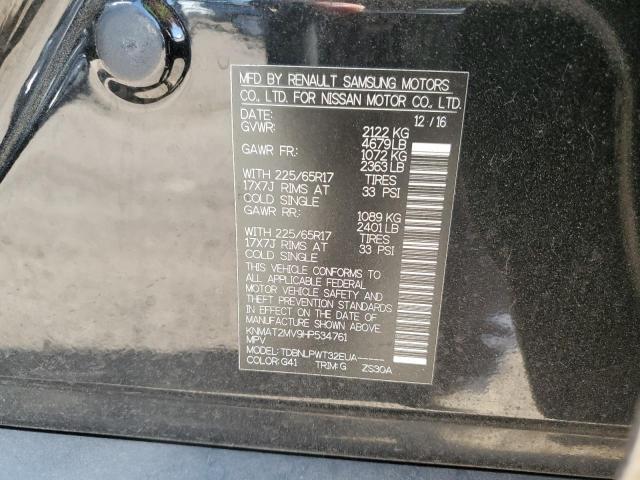 MFD BY RENAULT SAMSUNG MOTORS
CO., LTD. FOR NISSAN MOTOR CO., LTD.
DATE: 12/16
GVWR: 2122 KG
4679 LB
GAWR FR: 1072 KG
2363 LB
WITH 225/65R17 TIRES
17X7J RIMS AT 33 PSI
COLD SINGLE
GAWR RR: 1089 KG
2401 LB
WITH 225/65R17 TIRES
17X7J RIMS AT 33 PSI
COLD SINGLE
THIS VEHICLE CONFORMS TO
ALL APPLICABLE FEDERAL
MOTOR VEHICLE SAFETY AND
THEFT PREVENTION STANDARDS
IN EFFECT ON THE DATE OF
MANUFACTURE SHOWN ABOVE.
KNMAT2MV9HP534761
MPV
MODEL: TDBNLPWT32EUA-----
COLOR: G41 TRIM: G ZS30A